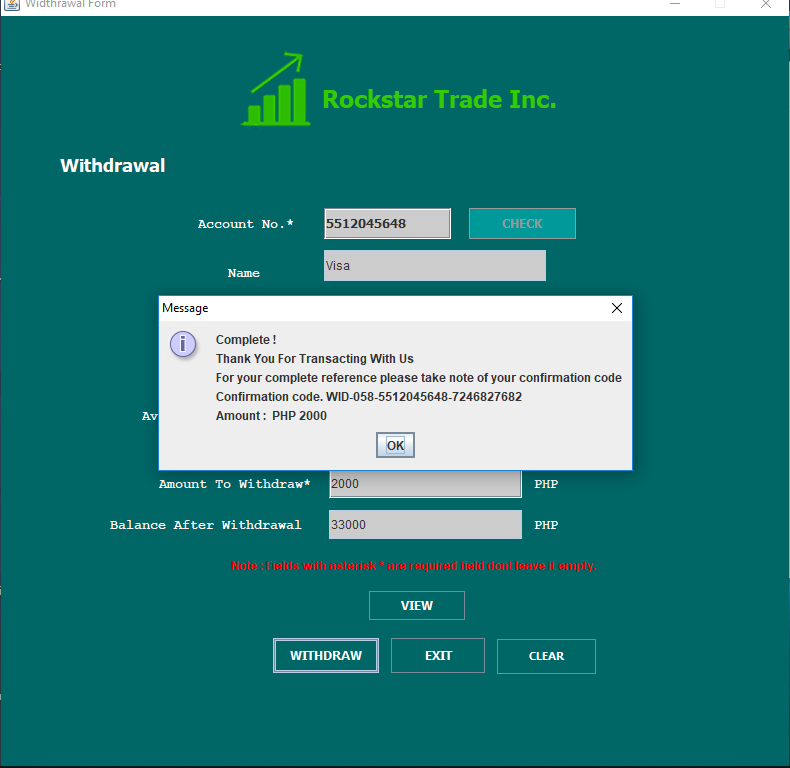 Widthrawal Form
Rockstar Trade Inc.
Withdrawal
Account No.* 5512045648 CHECK
Name Visa
Message
Complete !
Thank You For Transacting With Us
For your complete reference please take note of your confirmation code
Confirmation code. WID-058-5512045648-7246827682
Amount : PHP 2000
OK
Amount To Withdraw* 2000 PHP
Balance After Withdrawal 33000 PHP
Note : Fields with asterisk * are required field dont leave it empty.
VIEW
WITHDRAW EXIT CLEAR